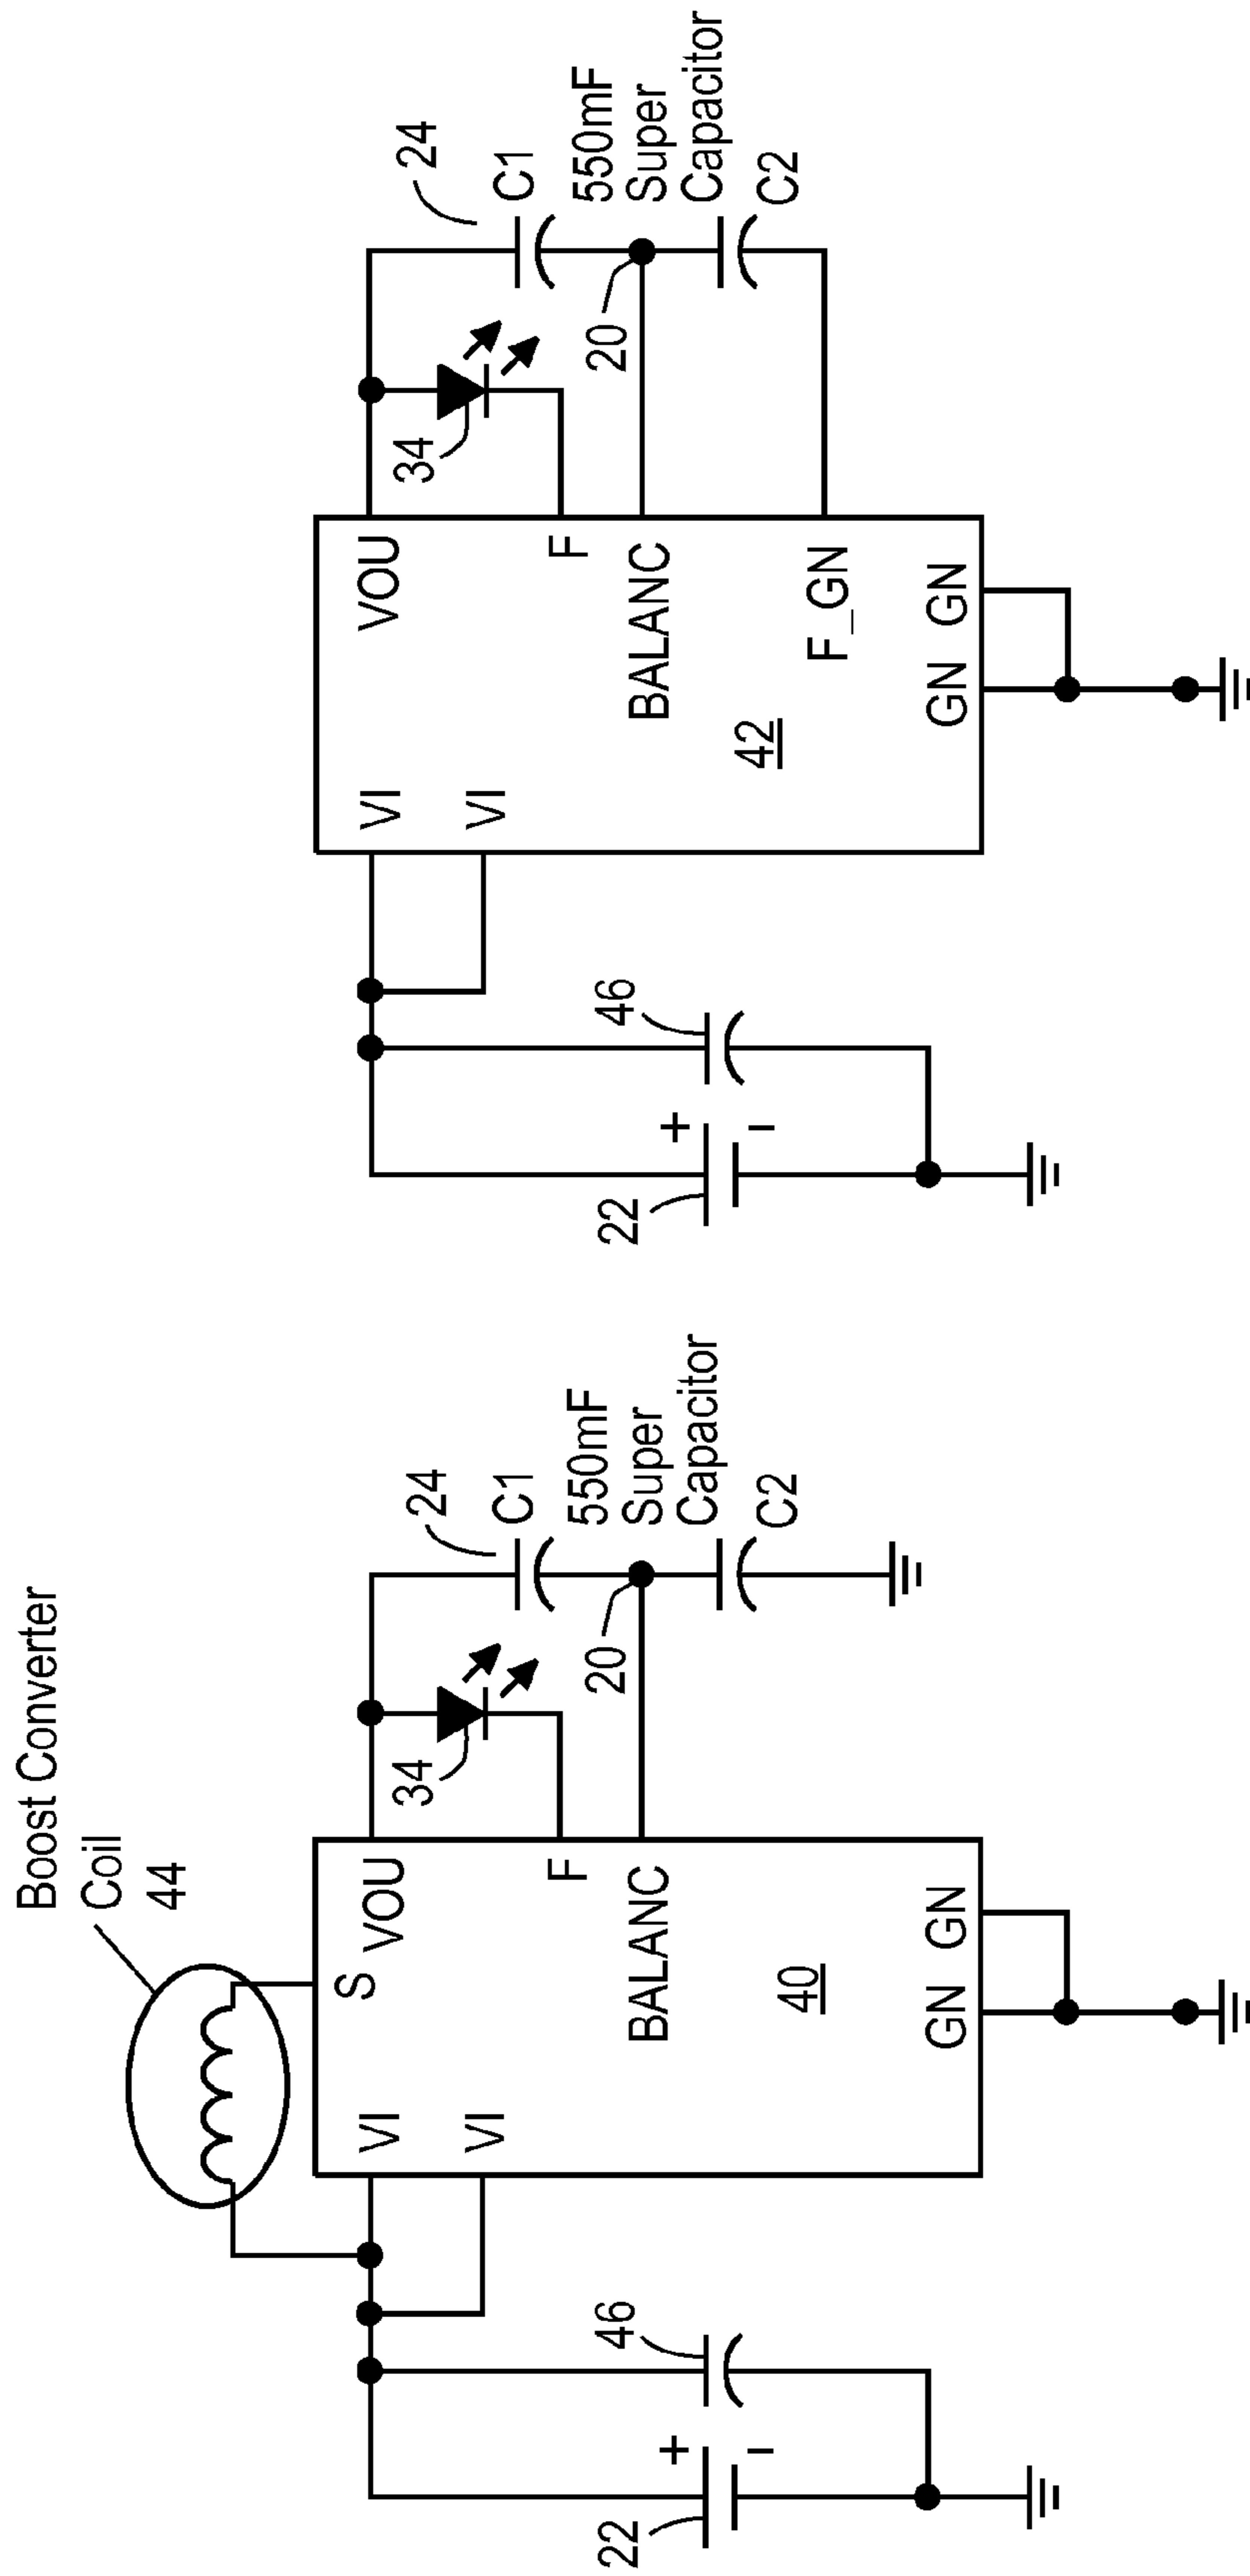 Boost Converter
Coil
44
S
VI
VOU
VI
F
BALANC
40
GN GN
22
+
−
46
34
24
C1
20
550mF
Super
Capacitor
C2
VI
VOU
VI
F
BALANC
42
F_GN
GN GN
22
+
−
46
34
24
C1
20
550mF
Super
Capacitor
C2